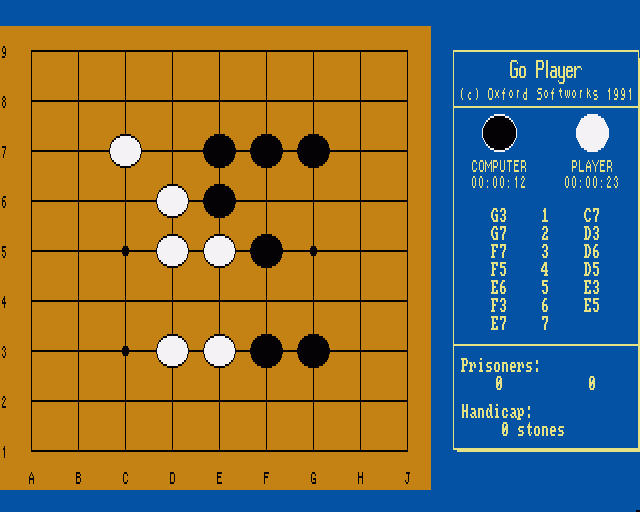 9
8
7
6
5
4
3
2
1
A B C D E F G H J
Go Player
(c) Oxford Softworks 1991
COMPUTER PLAYER
00:00:12 00:00:23
G3 1 C7
G7 2 D3
F7 3 D6
F5 4 D5
E6 5 E3
F3 6 E5
E7 7
Prisoners:
0 0
Handicap:
0 stones